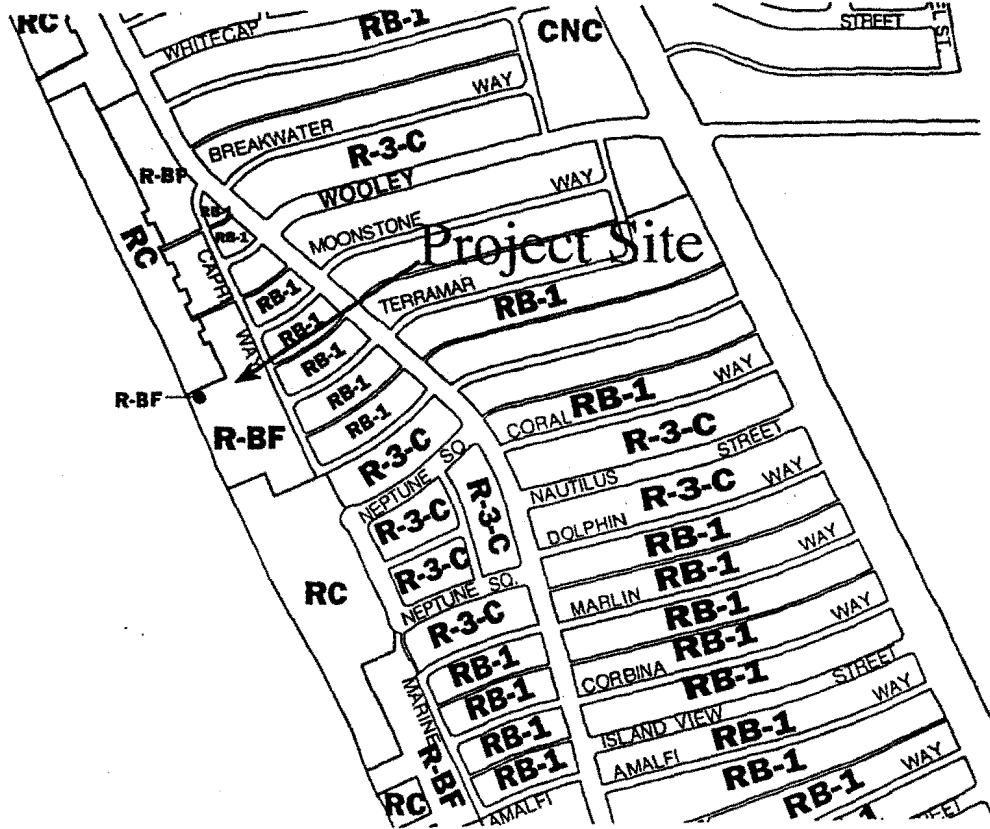 RC
WHITECAP
RB-1
CNC
STREET
EL ST.
WAY
BREAKWATER
R-3-C
R-BF
WOOLEY
WAY
RB-1
RB-1
RC
MOONSTONE
Project Site
CAPRI
WAY
RB-1
TERRAMAR
RB-1
RB-1
RB-1
RB-1
RB-1
R-BF
R-BF
CORAL
RB-1
WAY
R-3-C
STREET
R-3-C
NEPTUNE SQ.
NAUTILUS
R-3-C
WAY
R-3-C
R-3-C
DOLPHIN
RB-1
WAY
R-3-C
RB-1
RC
NEPTUNE SQ.
MARLIN
RB-1
WAY
R-3-C
RB-1
RB-1
CORBINA
RB-1
STREET
MARINE
RB-1
ISLAND VIEW
WAY
RB-1
RB-1
AMALFI
RB-1
WAY
RB-1
R-BF
RB-1
RC
AMALFI